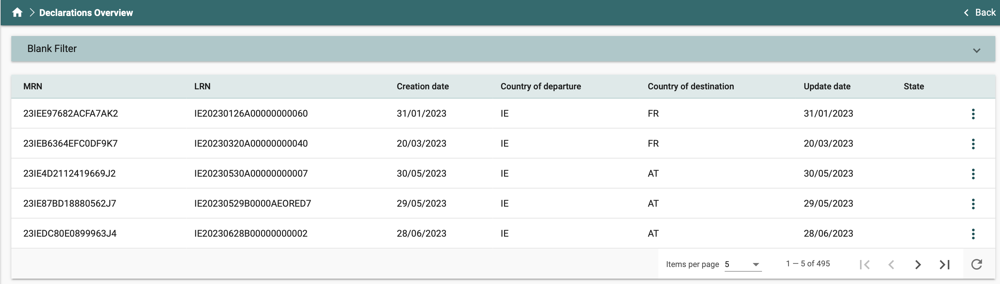 Declarations Overview
Back
Blank Filter
MRN LRN Creation date Country of departure Country of destination Update date State
23IEE97682ACFA7AK2 IE20230126A00000000060 31/01/2023 IE FR 31/01/2023
23IEB6364EFC0DF9K7 IE20230320A00000000040 20/03/2023 IE FR 20/03/2023
23IE4D2112419669J2 IE20230530A00000000007 30/05/2023 IE AT 30/05/2023
23IE87BD18880562J7 IE20230529B0000AEORED7 29/05/2023 IE AT 29/05/2023
23IEDC80E0899963J4 IE20230628B00000000002 28/06/2023 IE AT 28/06/2023
Items per page 5 1 – 5 of 495